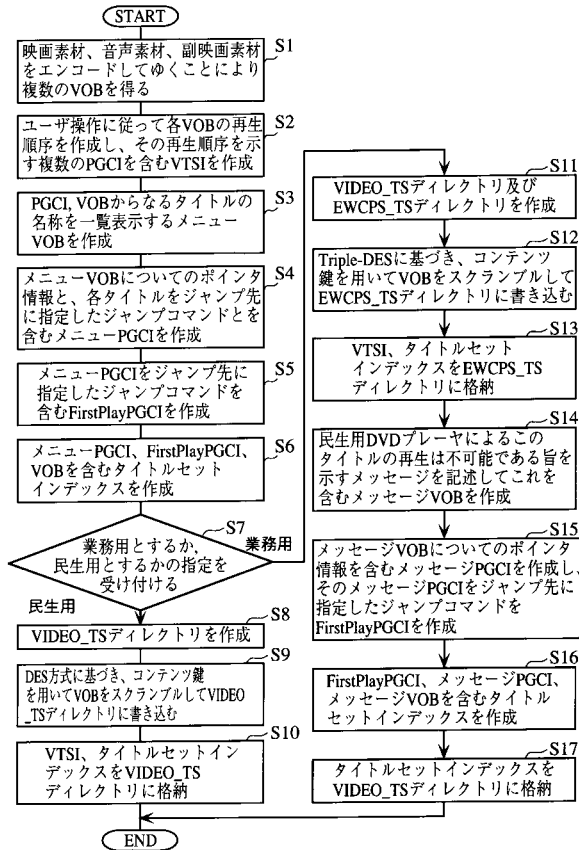 START
S1
映画素材、音声素材、副映画素材
をエンコードしてゆくことにより
複数のVOBを得る
S2
ユーザ操作に従って各VOBの再生
順序を作成し、その再生順序を示
す複数のPGCIを含むVTSIを作成
S3
PGCI, VOBからなるタイトルの
名称を一覧表示するメニュー
VOBを作成
S4
メニューVOBについてのポインタ
情報と、各タイトルをジャンプ先
に指定したジャンプコマンドとを
含むメニューPGCIを作成
S5
メニューPGCIをジャンプ先に
指定したジャンプコマンドを
含むFirstPlayPGCIを作成
S6
メニューPGCI、FirstPlayPGCI、
VOBを含むタイトルセット
インデックスを作成
S7
業務用とするか,
民生用とするかの指定を
受け付ける
業務用
民生用
S8
VIDEO_TSディレクトリを作成
S9
DES方式に基づき、コンテンツ鍵
を用いてVOBをスクランブルしてVIDEO
_TSディレクトリに書き込む
S10
VTSI、タイトルセットイン
デックスをVIDEO_TS
ディレクトリに格納
END
S11
VIDEO_TSディレクトリ及び
EWCPS_TSディレクトリを作成
S12
Triple-DESに基づき、コンテンツ
鍵を用いてVOBをスクランブルして
EWCPS_TSディレクトリに書き込む
S13
VTSI、タイトルセット
インデックスをEWCPS_TS
ディレクトリに格納
S14
民生用DVDプレーヤによるこの
タイトルの再生は不可能である旨を
示すメッセージを記述してこれを
含むメッセージVOBを作成
S15
メッセージVOBについてのポインタ
情報を含むメッセージPGCIを作成し、
そのメッセージPGCIをジャンプ先に
指定したジャンプコマンドを
FirstPlayPGCIを作成
S16
FirstPlayPGCI、メッセージPGCI、
メッセージVOBを含むタイトル
セットインデックスを作成
S17
タイトルセットインデックスを
VIDEO_TSディレクトリに格納